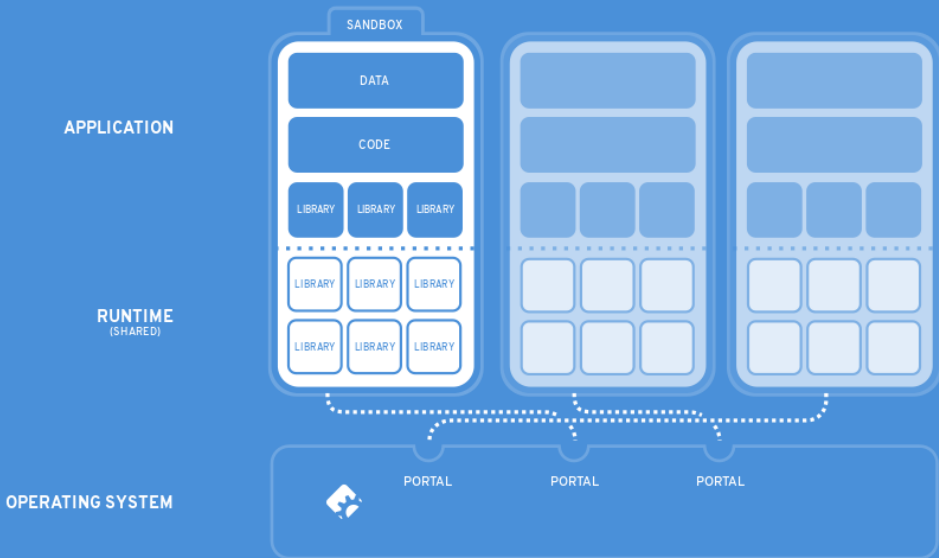 SANDBOX
DATA
APPLICATION
CODE
LIBRARY LIBRARY LIBRARY
LIBRARY LIBRARY LIBRARY
RUNTIME
(SHARED)
LIBRARY LIBRARY LIBRARY
PORTAL PORTAL PORTAL
OPERATING SYSTEM